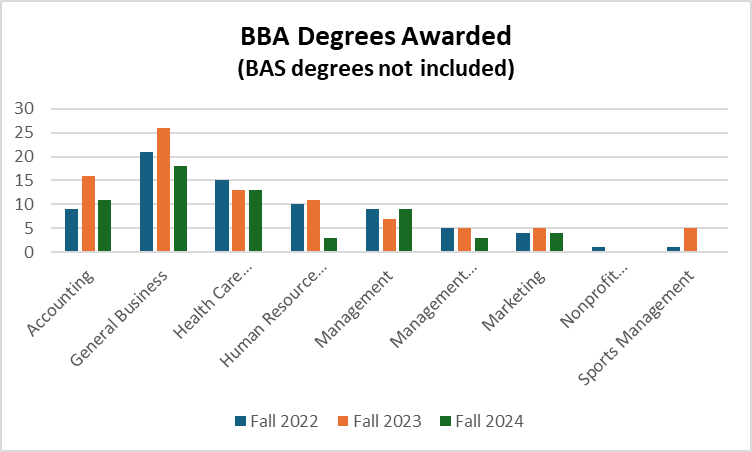 BBA Degrees Awarded
(BAS degrees not included)
30
25
20
15
10
5
0
Accounting
General Business
Health Care...
Human Resource...
Management
Management...
Marketing
Nonprofit...
Sports Management
Fall 2022 Fall 2023 Fall 2024